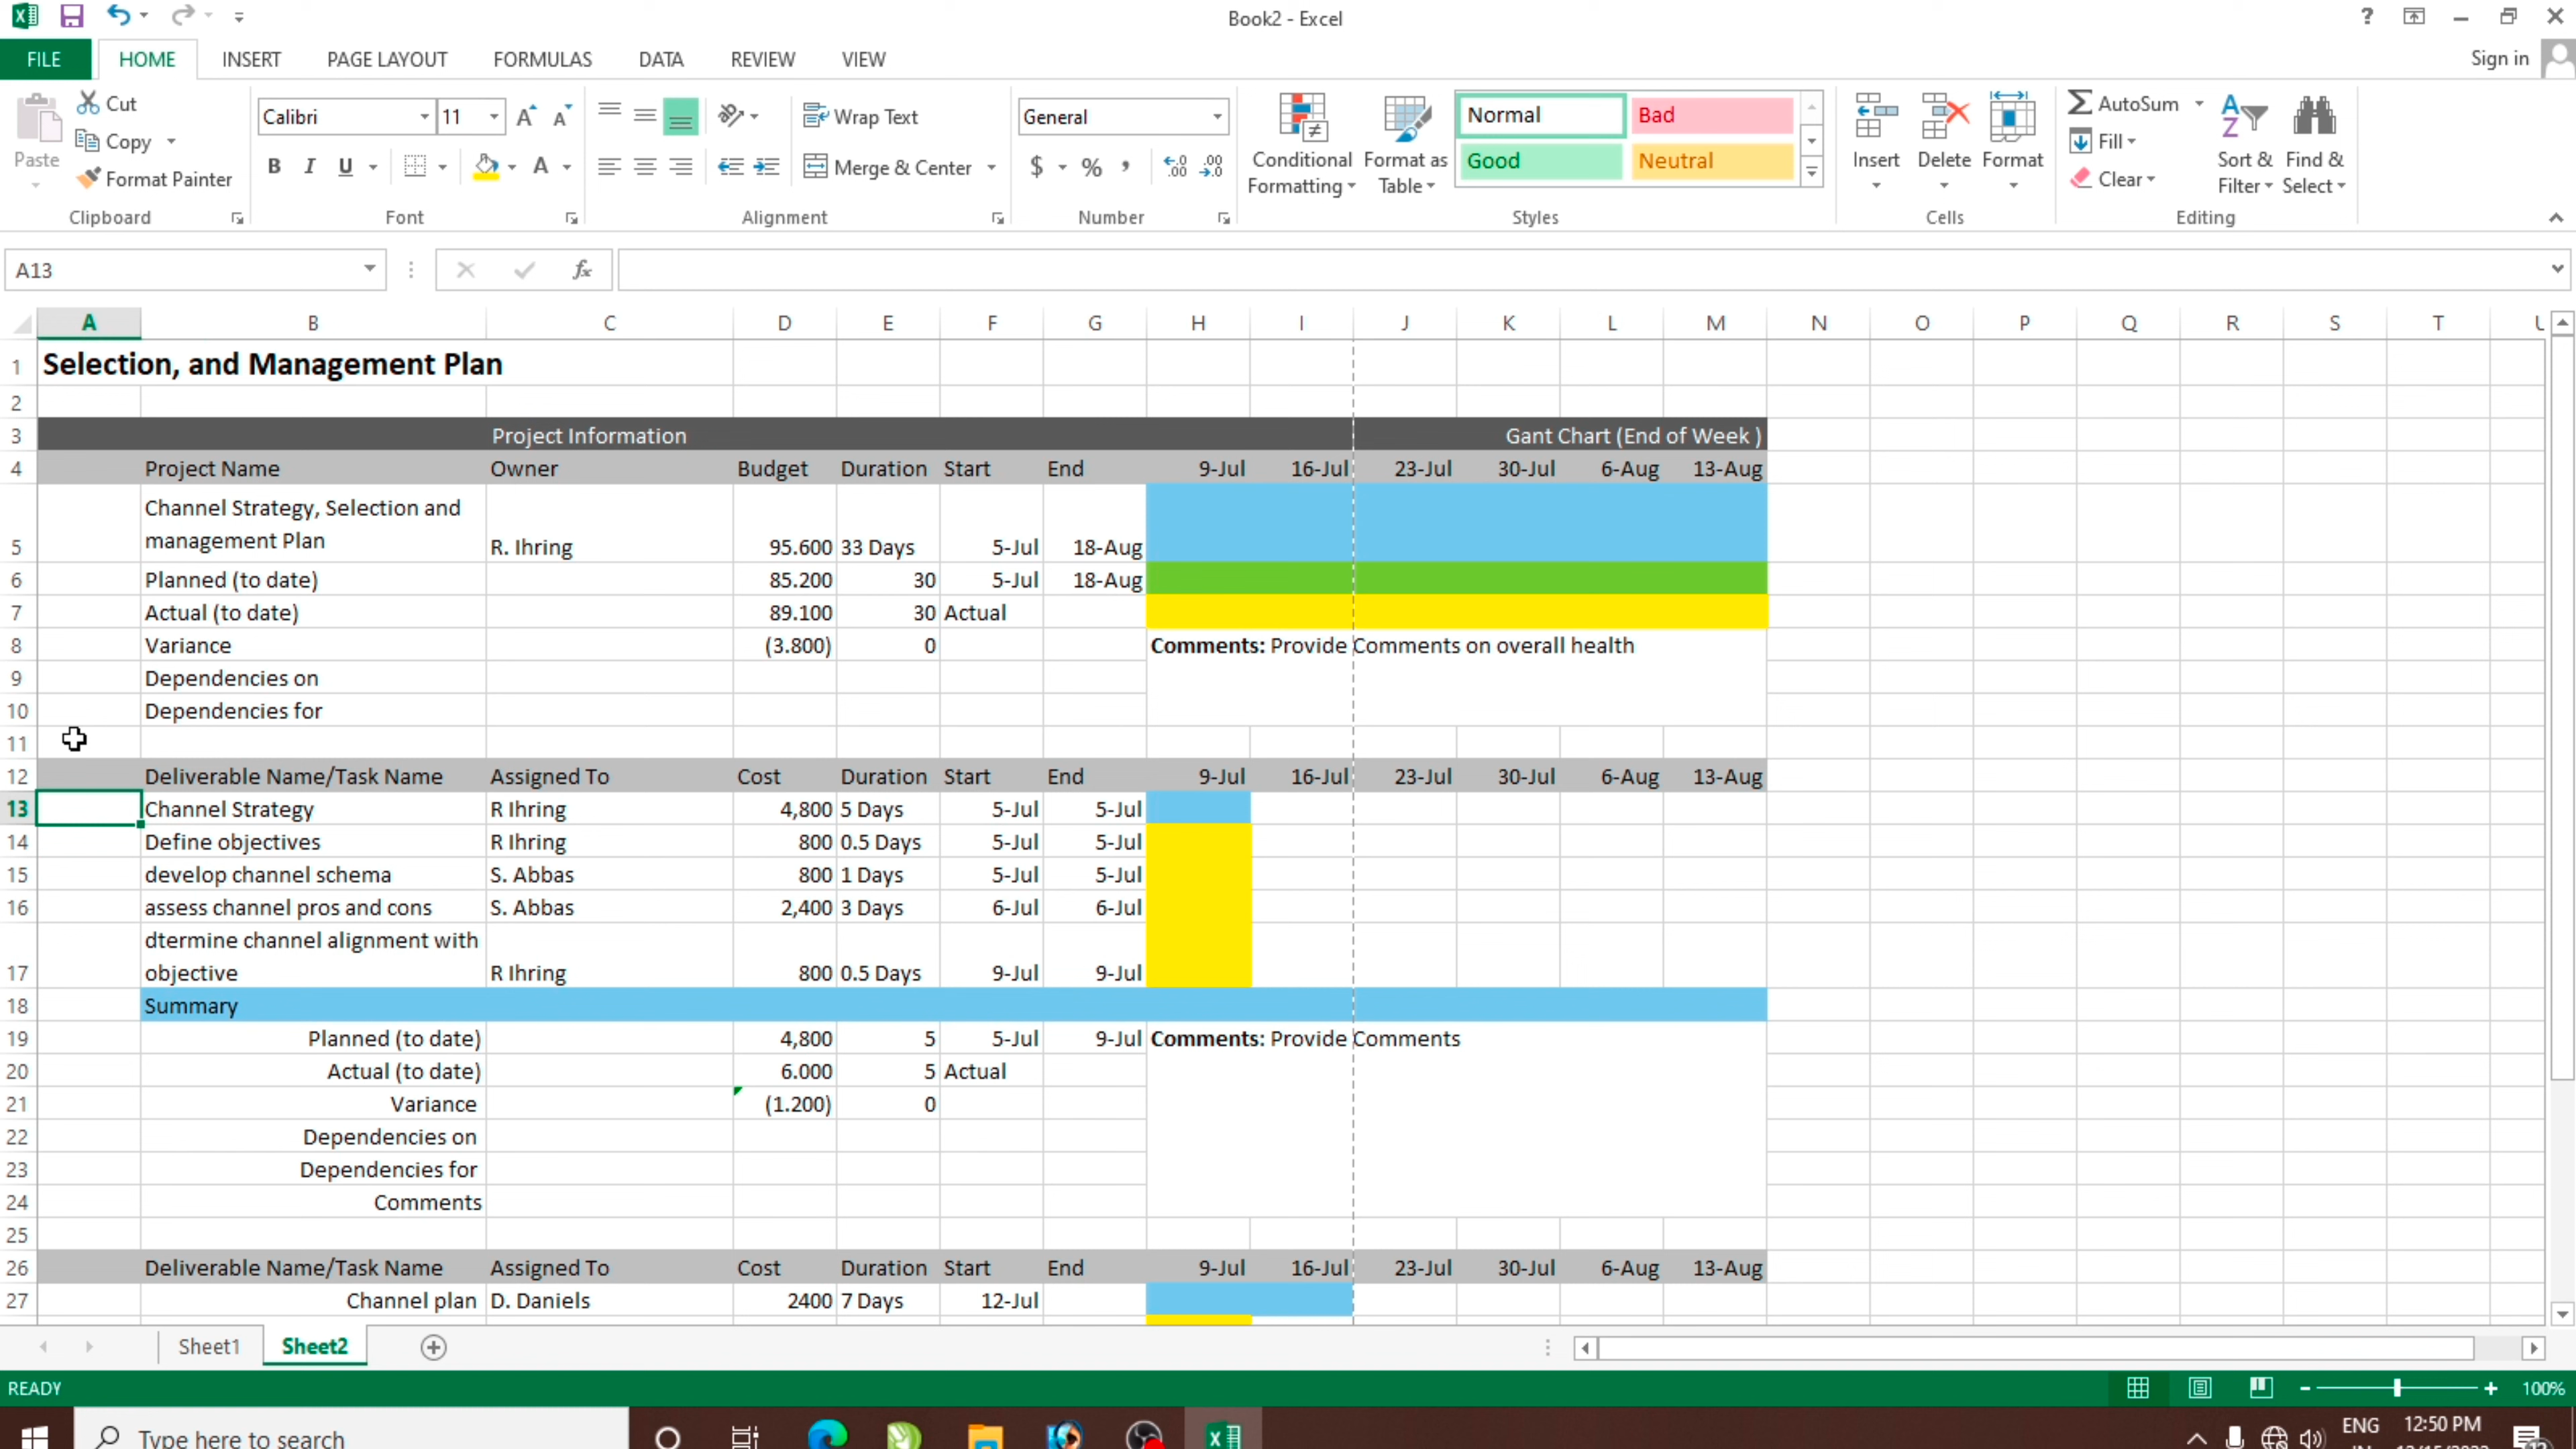 Book2 - Excel
FILE HOME INSERT PAGE LAYOUT FORMULAS DATA REVIEW VIEW Sign in
Paste Cut Copy Format Painter
Calibri 11
B I U A
Wrap Text
Merge & Center
General
$ % ,
Conditional Formatting
Format as Table
Normal Bad
Good Neutral
Insert Delete Format
AutoSum
Fill
Clear
Sort & Filter
Find & Select
Clipboard Font Alignment Number Styles Cells Editing
A13 fx
A B C D E F G H I J K L M N O P Q R S T
1 Selection, and Management Plan
2
3 Project Information Gant Chart (End of Week )
4 Project Name Owner Budget Duration Start End 9-Jul 16-Jul 23-Jul 30-Jul 6-Aug 13-Aug
Channel Strategy, Selection and
5 management Plan R. Ihring 95.600 33 Days 5-Jul 18-Aug
6 Planned (to date) 85.200 30 5-Jul 18-Aug
7 Actual (to date) 89.100 30 Actual
8 Variance (3.800) 0 Comments: Provide Comments on overall health
9 Dependencies on
10 Dependencies for
11
12 Deliverable Name/Task Name Assigned To Cost Duration Start End 9-Jul 16-Jul 23-Jul 30-Jul 6-Aug 13-Aug
13 Channel Strategy R Ihring 4,800 5 Days 5-Jul 5-Jul
14 Define objectives R Ihring 800 0.5 Days 5-Jul 5-Jul
15 develop channel schema S. Abbas 800 1 Days 5-Jul 5-Jul
16 assess channel pros and cons S. Abbas 2,400 3 Days 6-Jul 6-Jul
dtermine channel alignment with
17 objective R Ihring 800 0.5 Days 9-Jul 9-Jul
18 Summary
19 Planned (to date) 4,800 5 5-Jul 9-Jul Comments: Provide Comments
20 Actual (to date) 6.000 5 Actual
21 Variance (1.200) 0
22 Dependencies on
23 Dependencies for
24 Comments
25
26 Deliverable Name/Task Name Assigned To Cost Duration Start End 9-Jul 16-Jul 23-Jul 30-Jul 6-Aug 13-Aug
27 Channel plan D. Daniels 2400 7 Days 12-Jul
Sheet1 Sheet2
READY 100%
Type here to search
ENG 12:50 PM